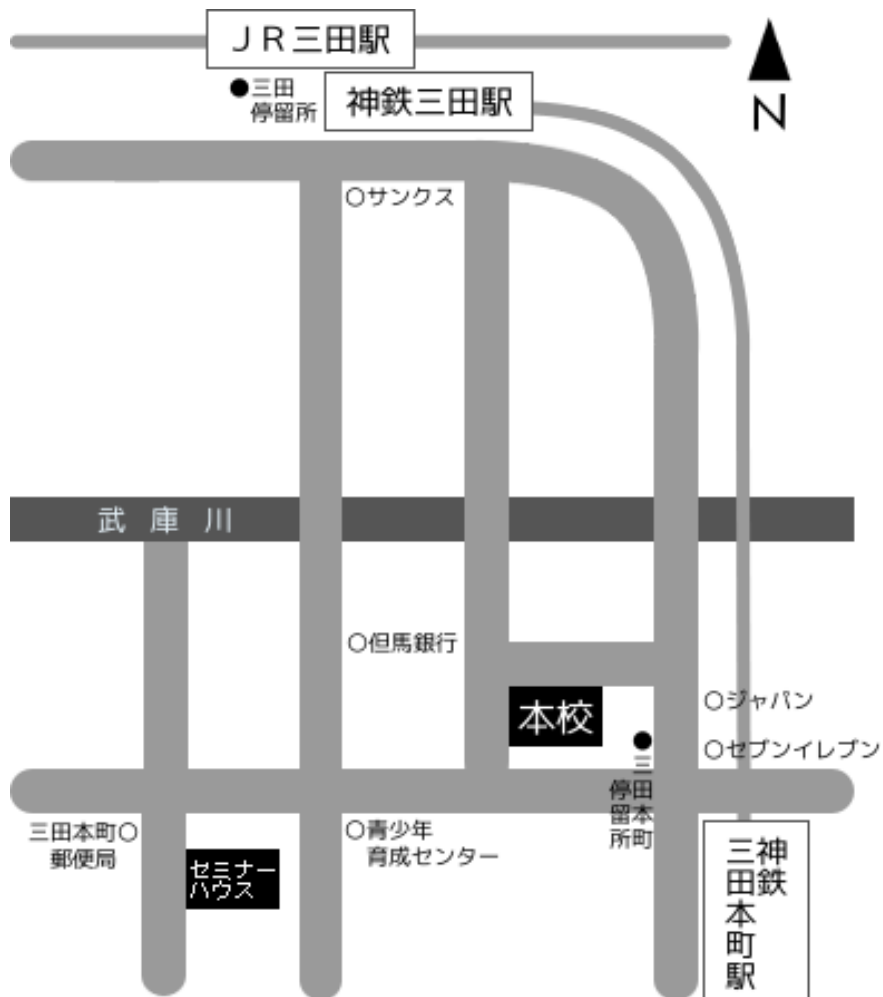 JR三田駅
●三田
停留所
神鉄三田駅
N
○サンクス
武庫川
○但馬銀行
本校
○ジャパン
○セブンイレブン
●三田本町
停留所
三田本町○
郵便局
○青少年
育成センター
セミナー
ハウス
神鉄
三田本町駅